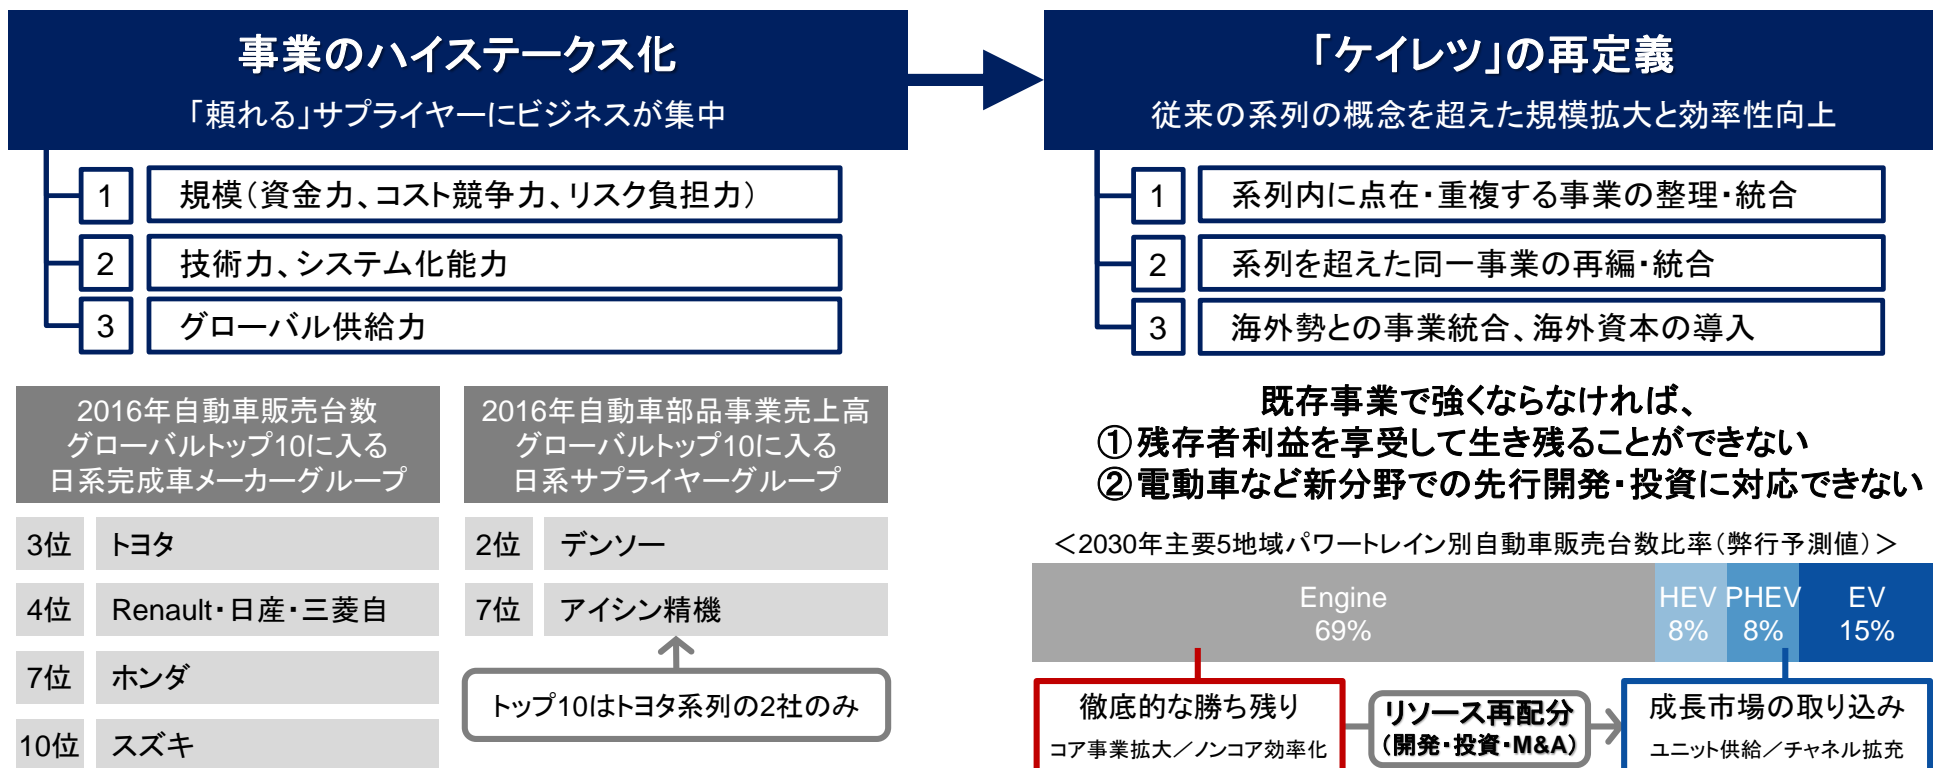 事業のハイステークス化
「頼れる」サプライヤーにビジネスが集中
1
規模（資金力、コスト競争力、リスク負担力）
2
技術力、システム化能力
3
グローバル供給力
「ケイレツ」の再定義
従来の系列の概念を超えた規模拡大と効率性向上
1
系列内に点在・重複する事業の整理・統合
2
系列を超えた同一事業の再編・統合
3
海外勢との事業統合、海外資本の導入
2016年自動車販売台数
グローバルトップ10に入る
日系完成車メーカーグループ
3位 トヨタ
4位 Renault・日産・三菱自
7位 ホンダ
10位 スズキ
2016年自動車部品事業売上高
グローバルトップ10に入る
日系サプライヤーグループ
2位 デンソー
7位 アイシン精機
トップ10はトヨタ系列の2社のみ
既存事業で強くならなければ、
①残存者利益を享受して生き残ることができない
②電動車など新分野での先行開発・投資に対応できない
＜2030年主要5地域パワートレイン別自動車販売台数比率（弊行予測値）＞
Engine
69%
HEV
8%
PHEV
8%
EV
15%
徹底的な勝ち残り
コア事業拡大／ノンコア効率化
リソース再配分
（開発・投資・M&A）
成長市場の取り込み
ユニット供給／チャネル拡充